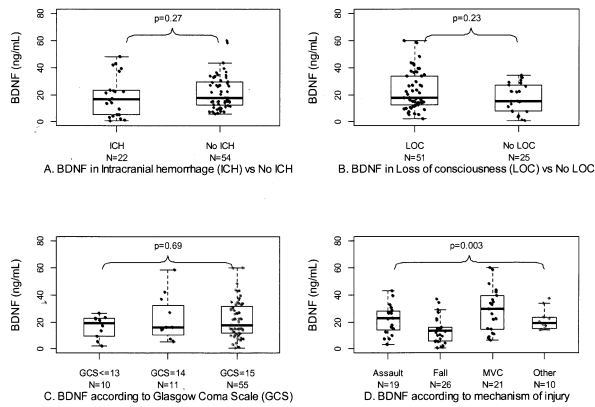 p=0.27
80
60
40
20
0
BDNF (ng/mL)
ICH No ICH
N=22 N=54
A. BDNF in Intracranial hemorrhage (ICH) vs No ICH
p=0.23
80
60
40
20
0
BDNF (ng/mL)
LOC No LOC
N=51 N=25
B. BDNF in Loss of consciousness (LOC) vs No LOC
p=0.69
80
60
40
20
0
BDNF (ng/mL)
GCS<=13 GCS=14 GCS=15
N=10 N=11 N=55
C. BDNF according to Glasgow Coma Scale (GCS)
p=0.003
80
60
40
20
0
BDNF (ng/mL)
Assault Fall MVC Other
N=19 N=26 N=21 N=10
D. BDNF according to mechanism of injury